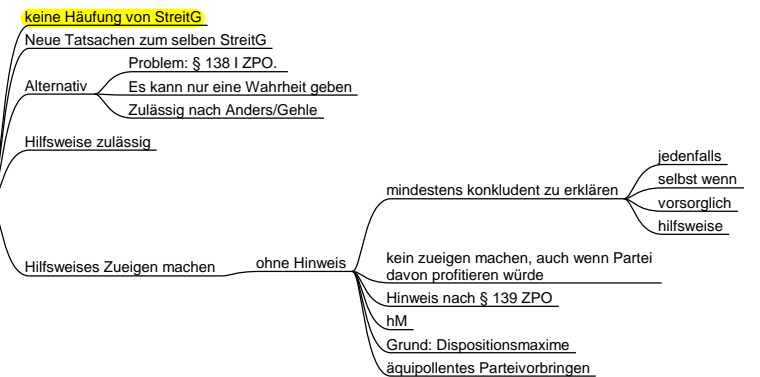 keine Häufung von StreitG
Neue Tatsachen zum selben StreitG
Alternativ
Problem: § 138 I ZPO.
Es kann nur eine Wahrheit geben
Zulässig nach Anders/Gehle
Hilfsweise zulässig
Hilfsweises Zueigen machen
ohne Hinweis
mindestens konkludent zu erklären
jedenfalls
selbst wenn
vorsorglich
hilfsweise
kein zueigen machen, auch wenn Partei
davon profitieren würde
Hinweis nach § 139 ZPO
hM
Grund: Dispositionsmaxime
äquipollentes Parteivorbringen